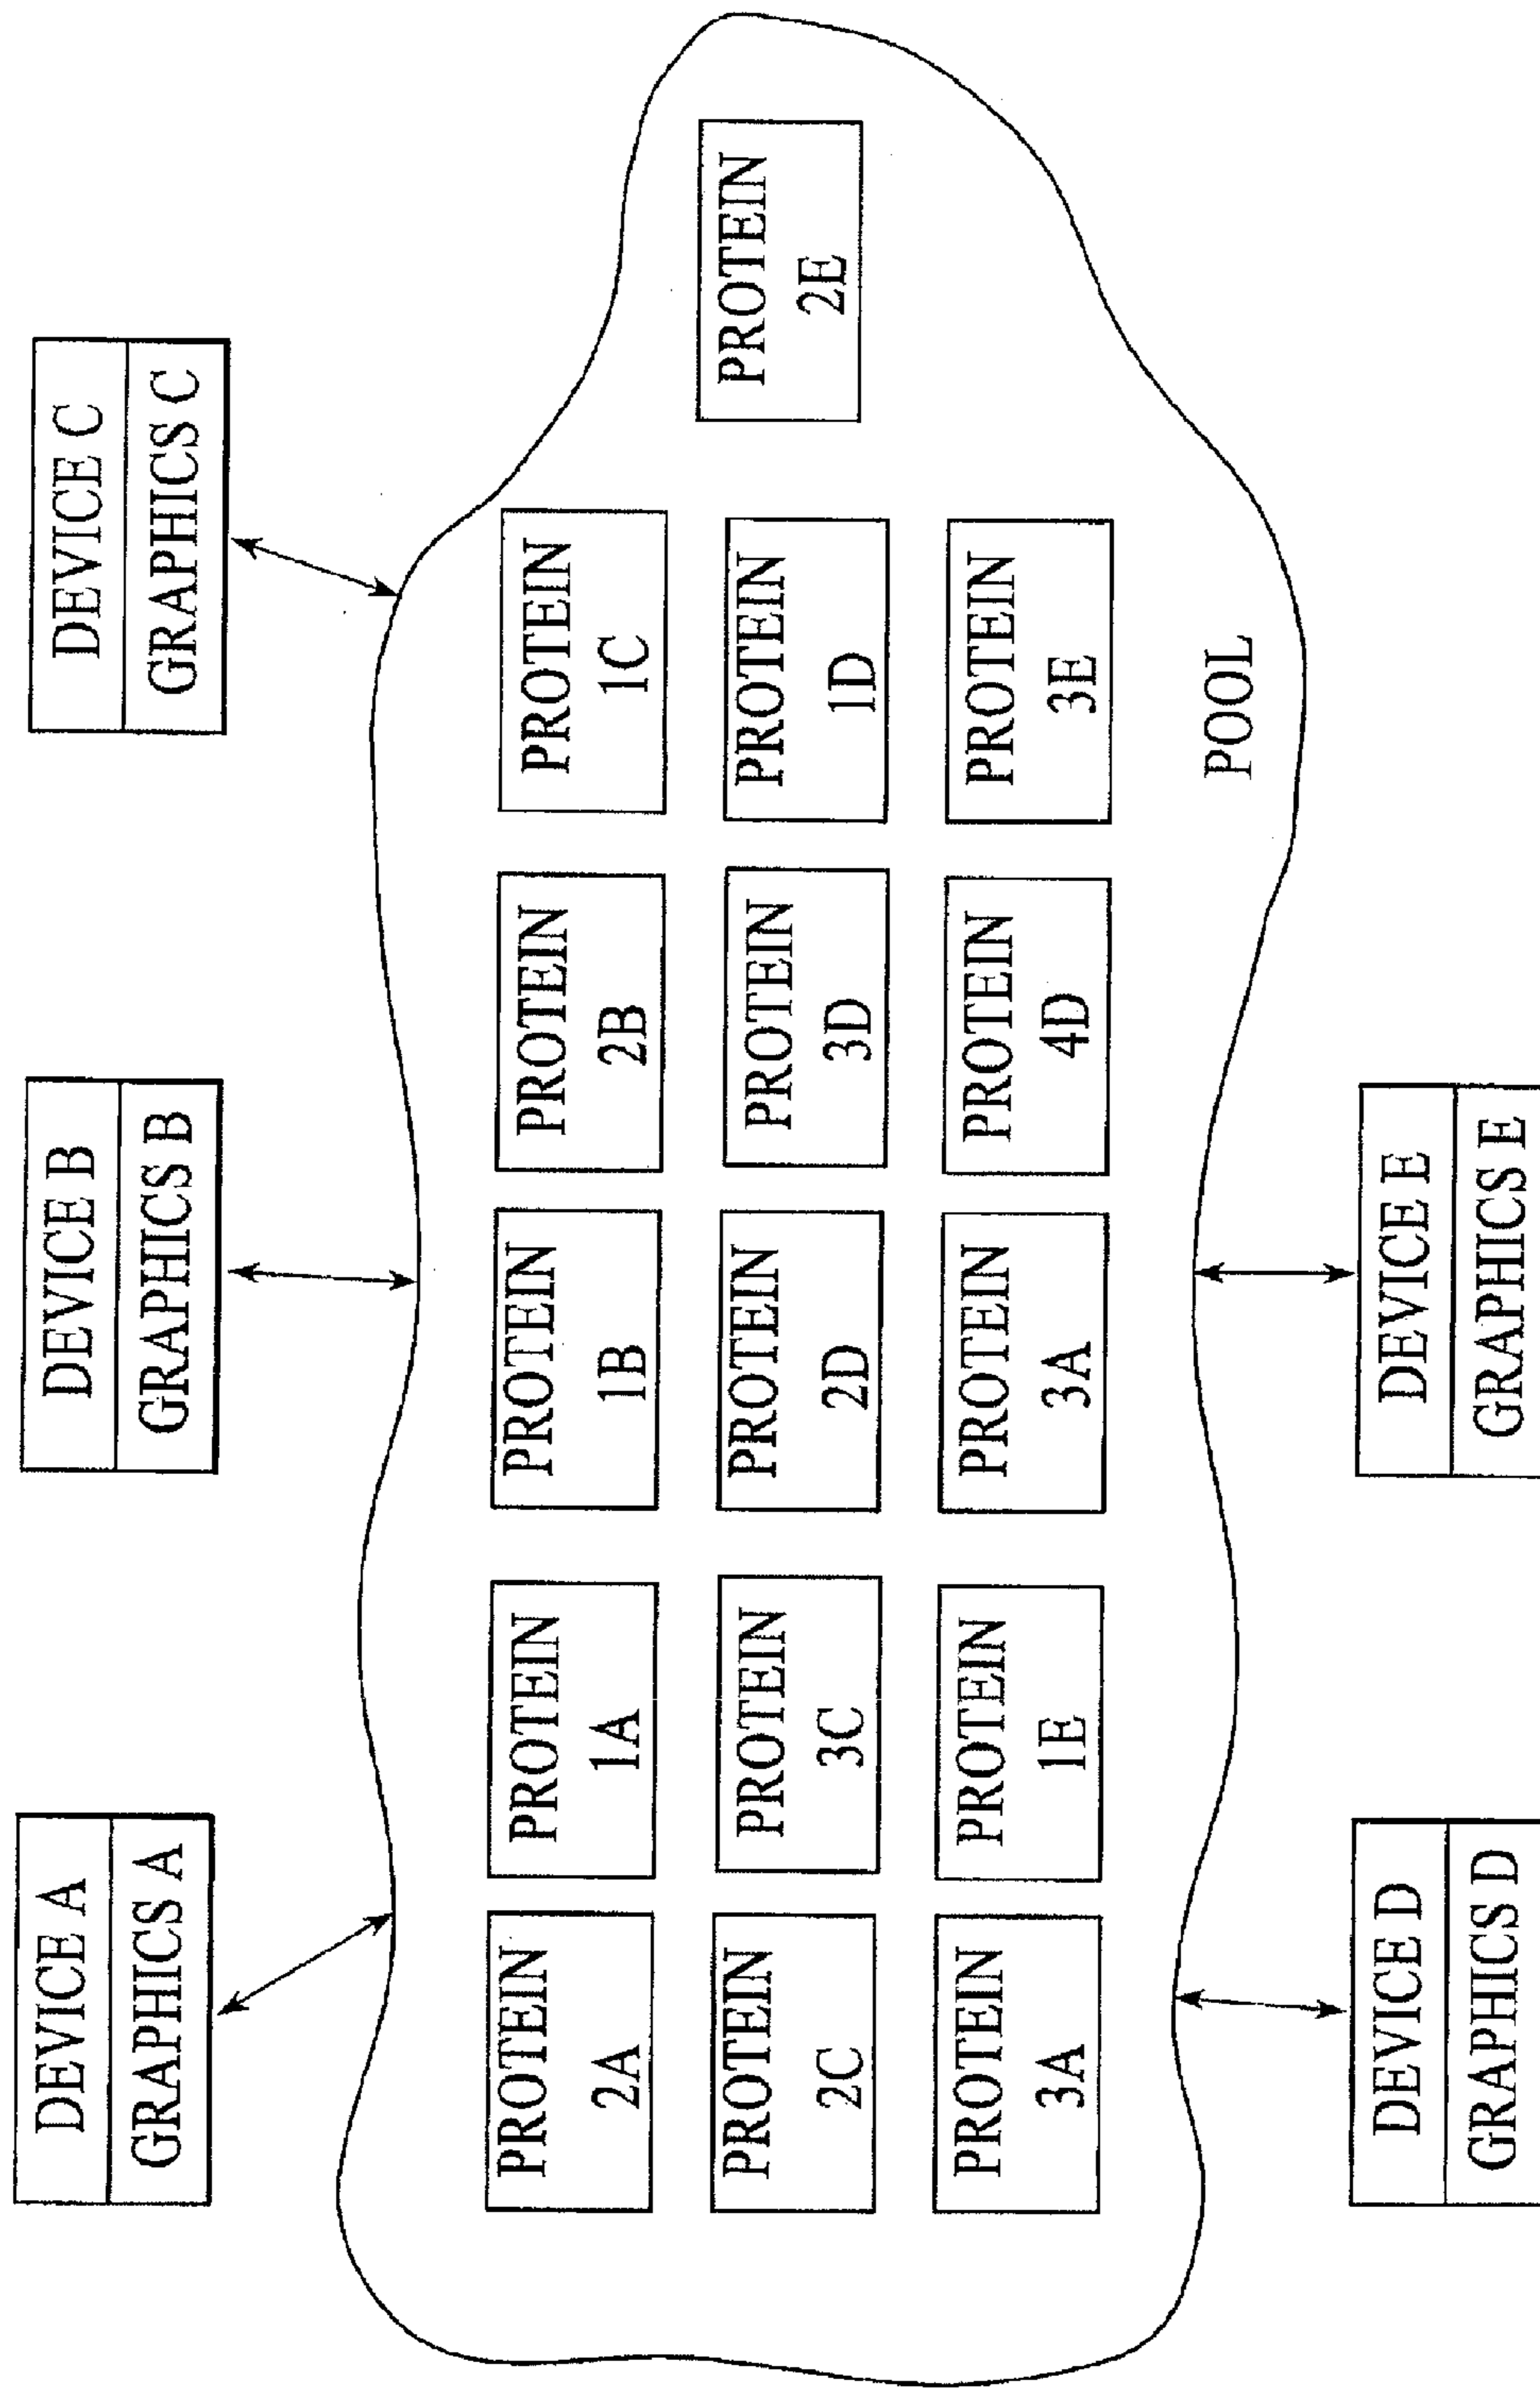 DEVICE A
GRAPHICS A
DEVICE B
GRAPHICS B
DEVICE C
GRAPHICS C
PROTEIN
2A
PROTEIN
1A
PROTEIN
1B
PROTEIN
2B
PROTEIN
1C
PROTEIN
2C
PROTEIN
3C
PROTEIN
2D
PROTEIN
3D
PROTEIN
1D
PROTEIN
2E
PROTEIN
3A
PROTEIN
1E
PROTEIN
3A
PROTEIN
4D
PROTEIN
3E
POOL
DEVICE D
GRAPHICS D
DEVICE E
GRAPHICS E